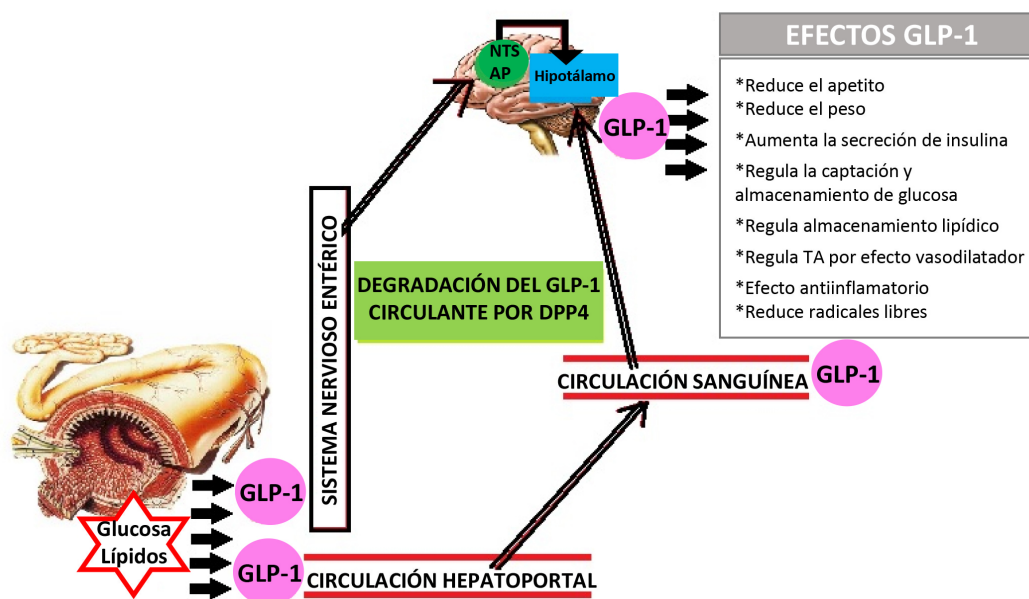 NTS
AP
Hipotálamo
GLP-1
EFECTOS GLP-1
*Reduce el apetito
*Reduce el peso
*Aumenta la secreción de insulina
*Regula la captación y
almacenamiento de glucosa
*Regula almacenamiento lipídico
*Regula TA por efecto vasodilatador
*Efecto antiinflamatorio
*Reduce radicales libres
SISTEMA NERVIOSO ENTÉRICO
DEGRADACIÓN DEL GLP-1
CIRCULANTE POR DPP4
CIRCULACIÓN SANGUÍNEA
GLP-1
GLP-1
Glucosa
Lípidos
GLP-1
CIRCULACIÓN HEPATOPORTAL